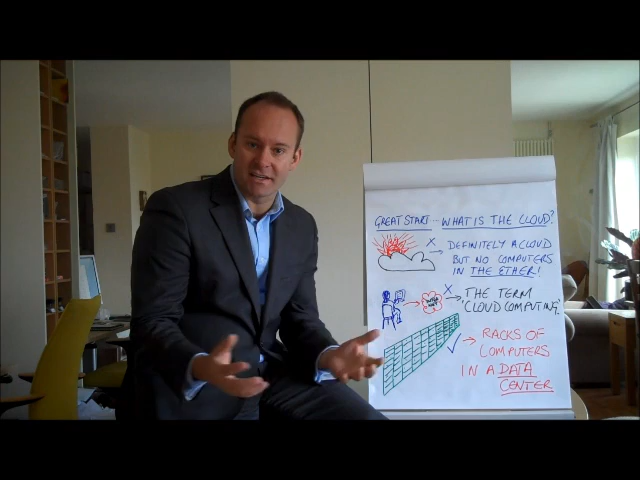 GREAT START... WHAT IS THE CLOUD?
X → DEFINITELY A CLOUD
BUT NO COMPUTERS
IN THE ETHER!
X → THE TERM
'CLOUD COMPUTING'
✓ → RACKS OF
COMPUTERS
IN A DATA
CENTER